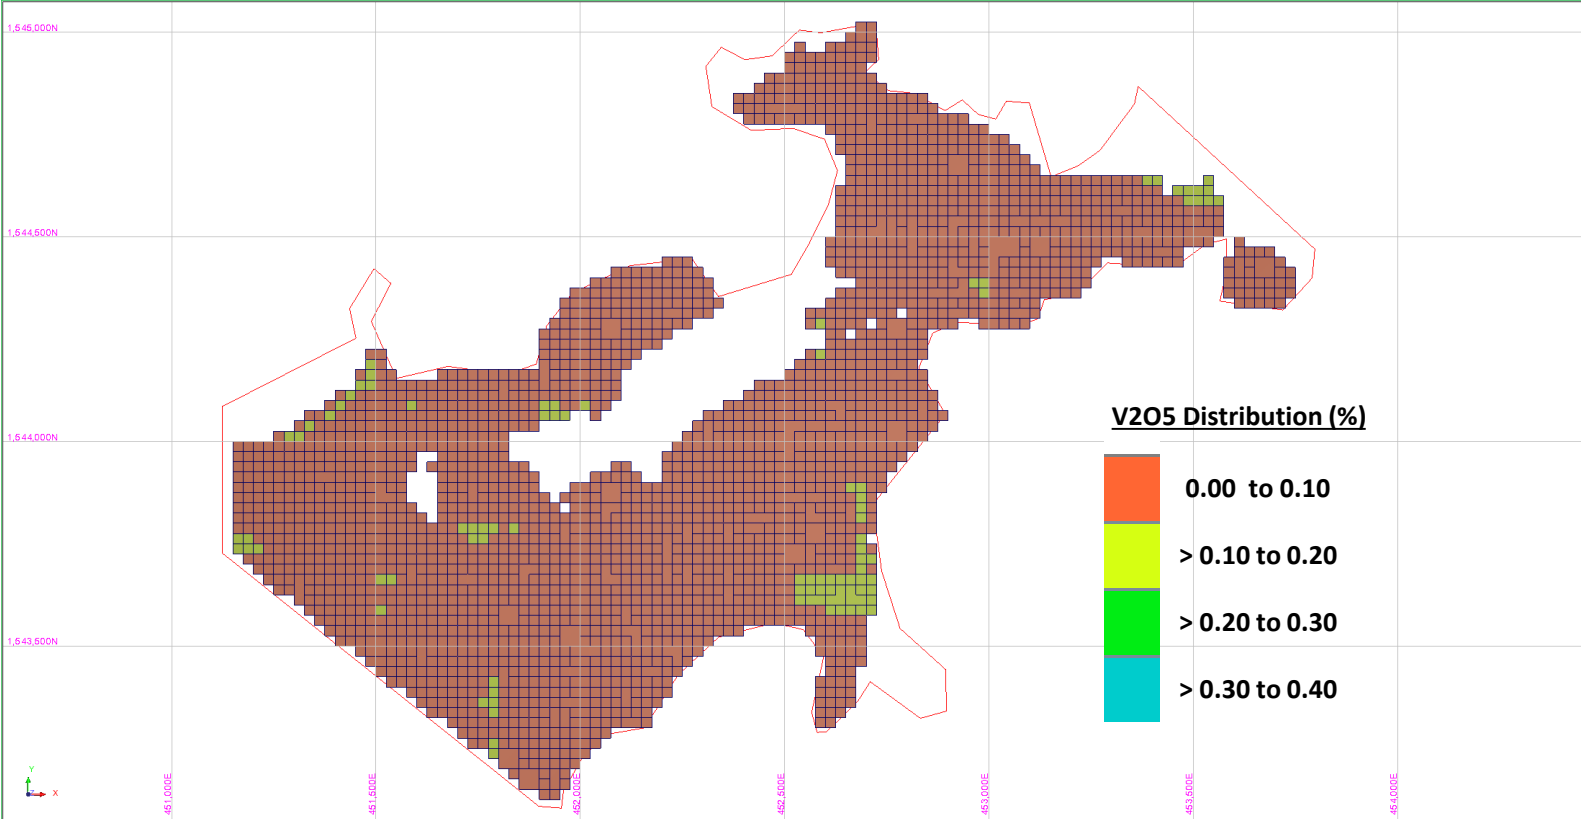 1,545,000N
1,544,500N
1,544,000N
1,543,500N
V2O5 Distribution (%)
0.00 to 0.10
> 0.10 to 0.20
> 0.20 to 0.30
> 0.30 to 0.40
451,000E
451,500E
452,000E
452,500E
453,000E
453,500E
454,000E
Y
Z
X